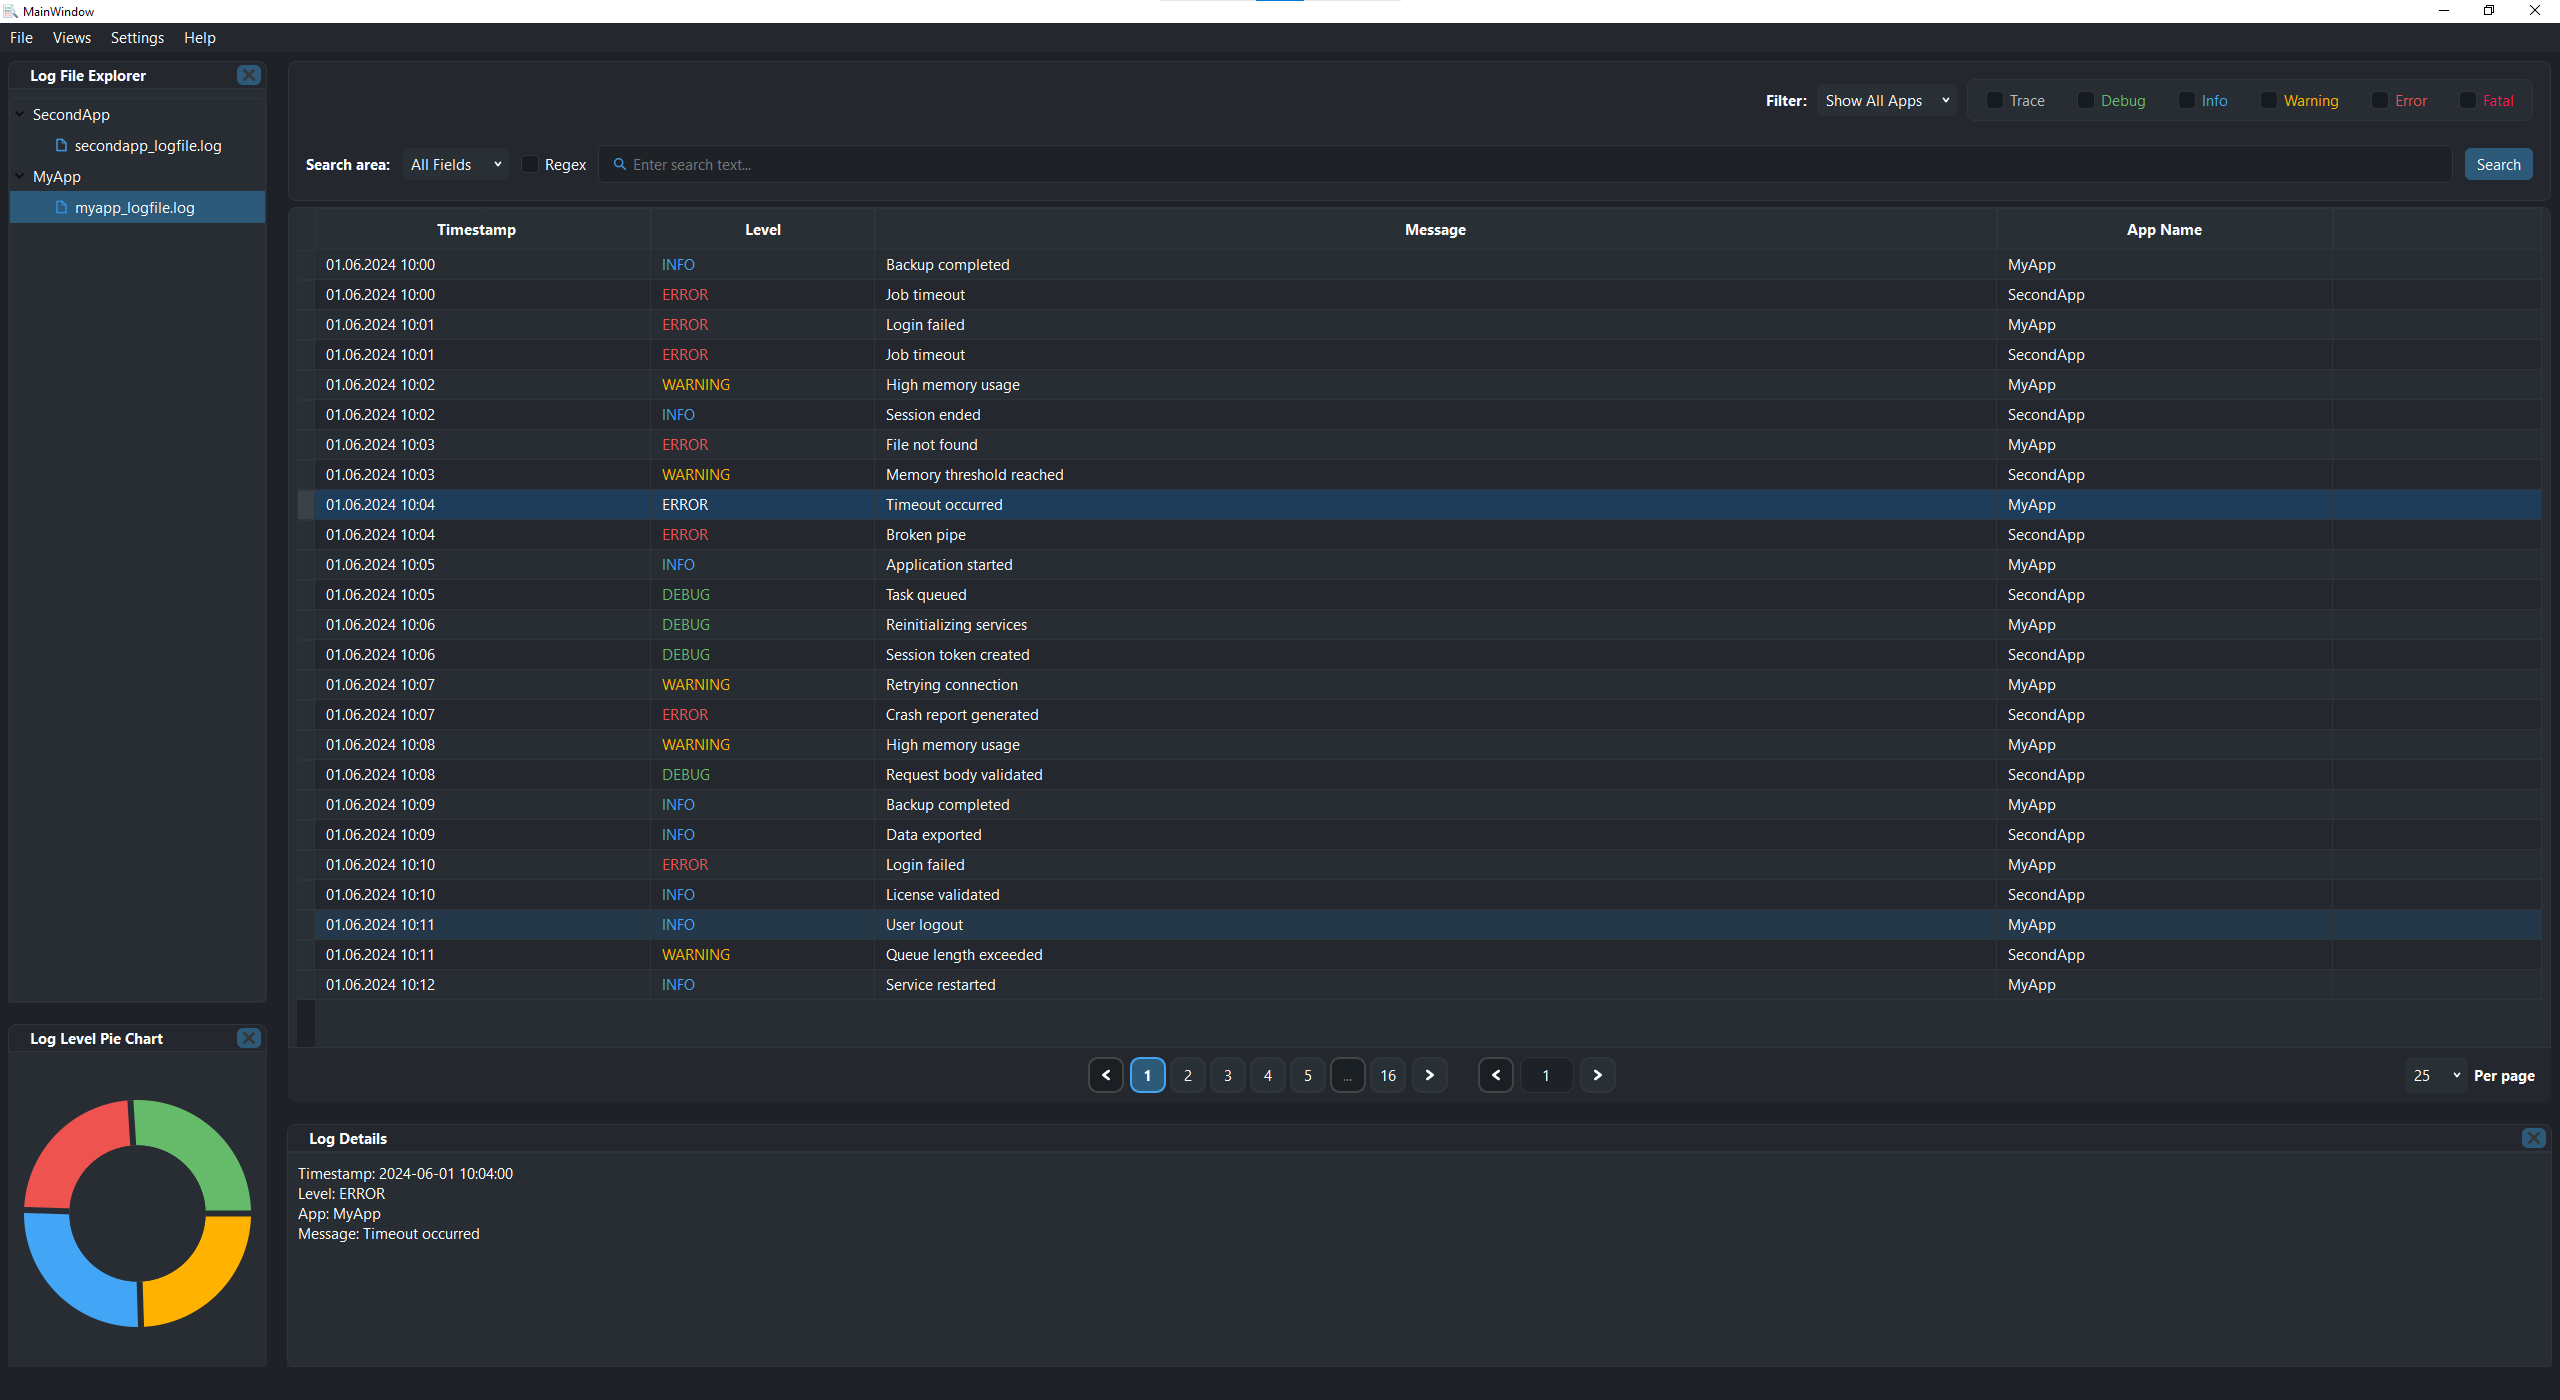 MainWindow
File Views Settings Help
Log File Explorer
SecondApp
secondapp_logfile.log
MyApp
myapp_logfile.log
Filter: Show All Apps Trace Debug Info Warning Error Fatal
Search area: All Fields Regex Enter search text... Search
Timestamp Level Message App Name
01.06.2024 10:00 INFO Backup completed MyApp
01.06.2024 10:00 ERROR Job timeout SecondApp
01.06.2024 10:01 ERROR Login failed MyApp
01.06.2024 10:01 ERROR Job timeout SecondApp
01.06.2024 10:02 WARNING High memory usage MyApp
01.06.2024 10:02 INFO Session ended SecondApp
01.06.2024 10:03 ERROR File not found MyApp
01.06.2024 10:03 WARNING Memory threshold reached SecondApp
01.06.2024 10:04 ERROR Timeout occurred MyApp
01.06.2024 10:04 ERROR Broken pipe SecondApp
01.06.2024 10:05 INFO Application started MyApp
01.06.2024 10:05 DEBUG Task queued SecondApp
01.06.2024 10:06 DEBUG Reinitializing services MyApp
01.06.2024 10:06 DEBUG Session token created SecondApp
01.06.2024 10:07 WARNING Retrying connection MyApp
01.06.2024 10:07 ERROR Crash report generated SecondApp
01.06.2024 10:08 WARNING High memory usage MyApp
01.06.2024 10:08 DEBUG Request body validated SecondApp
01.06.2024 10:09 INFO Backup completed MyApp
01.06.2024 10:09 INFO Data exported SecondApp
01.06.2024 10:10 ERROR Login failed MyApp
01.06.2024 10:10 INFO License validated SecondApp
01.06.2024 10:11 INFO User logout MyApp
01.06.2024 10:11 WARNING Queue length exceeded SecondApp
01.06.2024 10:12 INFO Service restarted MyApp
1 2 3 4 5 ... 16 1 25 Per page
Log Level Pie Chart
Log Details
Timestamp: 2024-06-01 10:04:00
Level: ERROR
App: MyApp
Message: Timeout occurred